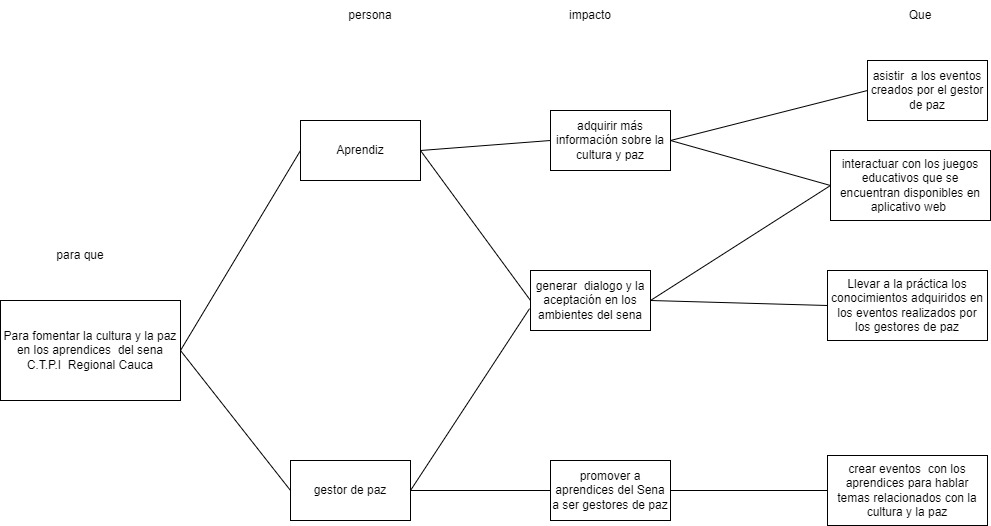 persona
impacto
Que
para que
Para fomentar la cultura y la paz
en los aprendices del sena
C.T.P.I Regional Cauca
Aprendiz
gestor de paz
adquirir más
información sobre la
cultura y paz
generar dialogo y la
aceptación en los
ambientes del sena
promover a
aprendices del Sena
a ser gestores de paz
asistir a los eventos
creados por el gestor
de paz
interactuar con los juegos
educativos que se
encuentran disponibles en
aplicativo web
Llevar a la práctica los
conocimientos adquiridos en
los eventos realizados por
los gestores de paz
crear eventos con los
aprendices para hablar
temas relacionados con la
cultura y la paz